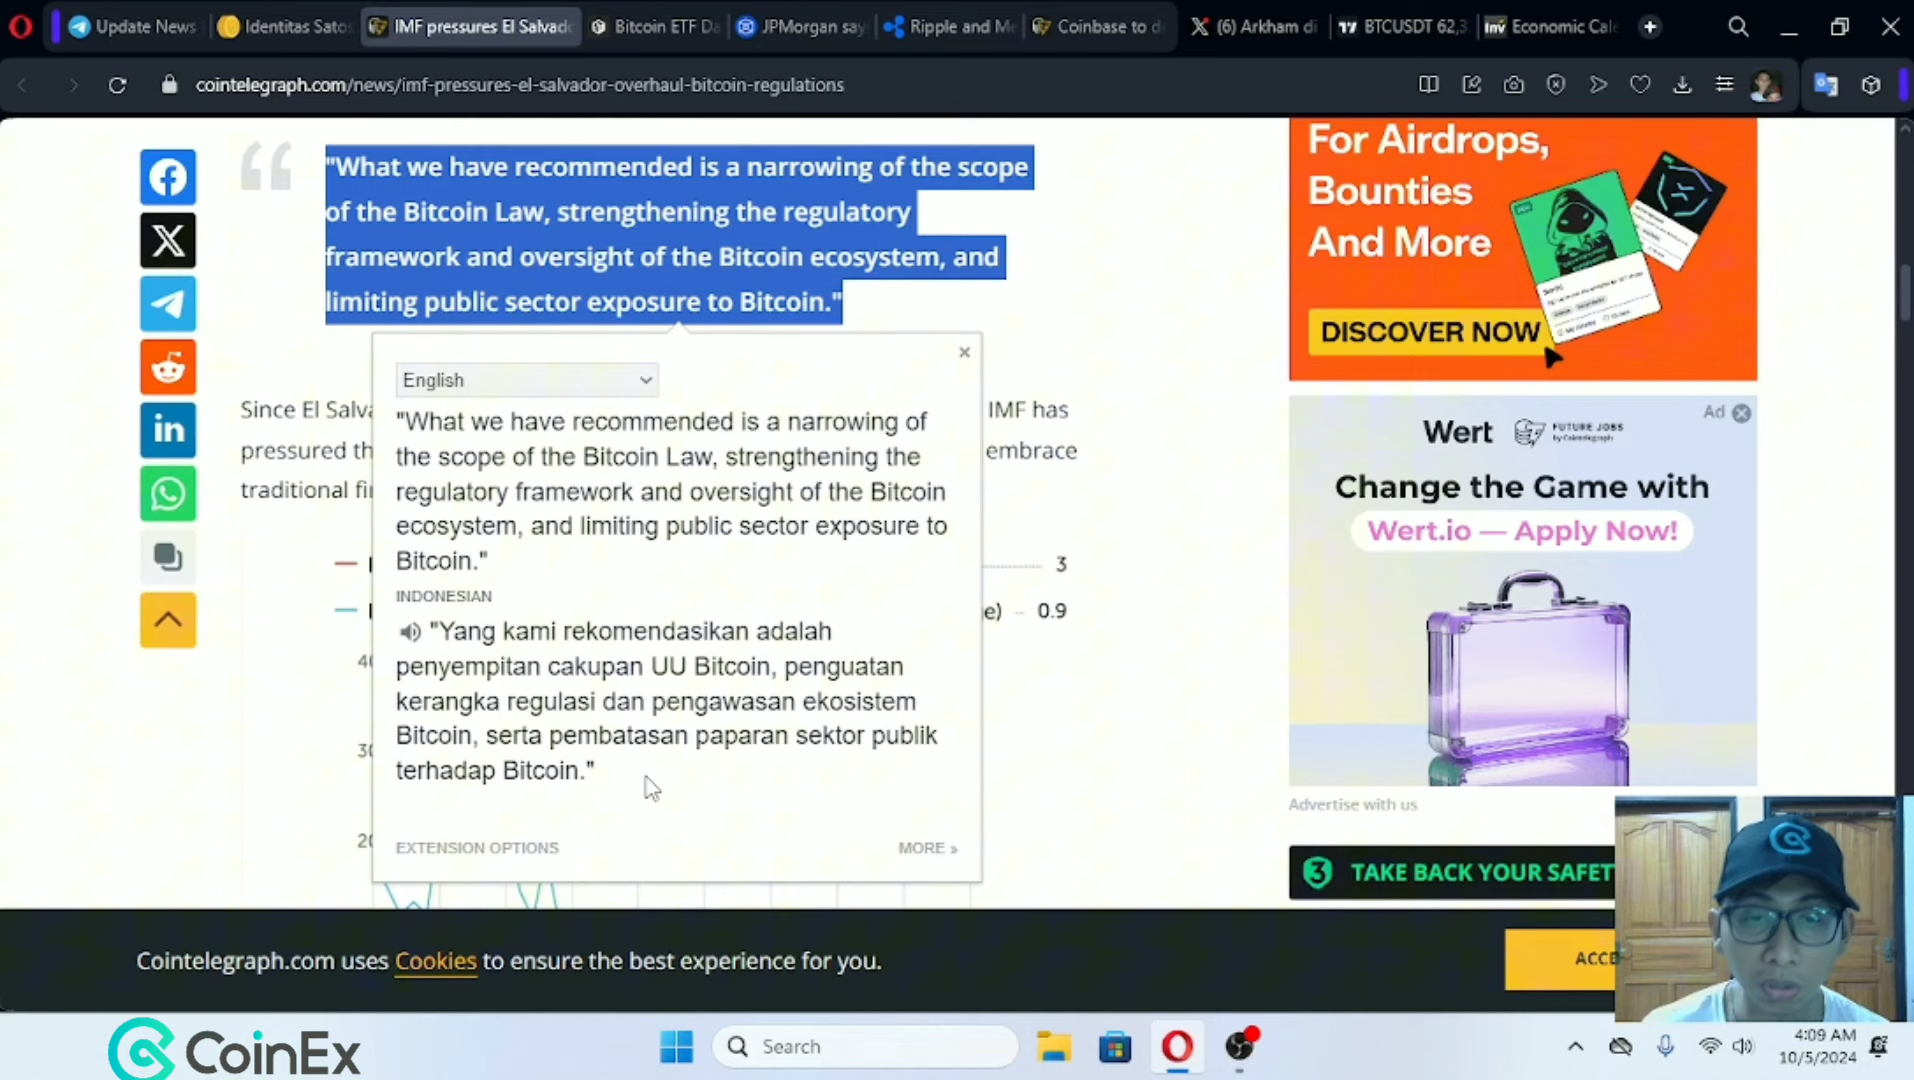 Update News
Identitas Sato
IMF pressures El Salvad
Bitcoin ETF Da
JPMorgan say
Ripple and M
Coinbase to d
(6) Arkham di
BTCUSDT 62,3
Economic Cale
cointelegraph.com/news/imf-pressures-el-salvador-overhaul-bitcoin-regulations
"What we have recommended is a narrowing of the scope
of the Bitcoin Law, strengthening the regulatory
framework and oversight of the Bitcoin ecosystem, and
limiting public sector exposure to Bitcoin."
English
"What we have recommended is a narrowing of
the scope of the Bitcoin Law, strengthening the
regulatory framework and oversight of the Bitcoin
ecosystem, and limiting public sector exposure to
Bitcoin."
INDONESIAN
"Yang kami rekomendasikan adalah
penyempitan cakupan UU Bitcoin, penguatan
kerangka regulasi dan pengawasan ekosistem
Bitcoin, serta pembatasan paparan sektor publik
terhadap Bitcoin."
EXTENSION OPTIONS
MORE »
Since El Salva
IMF has
pressured th
embrace
traditional fi
3
e)
0.9
For Airdrops,
Bounties
And More
DISCOVER NOW
Ad
Wert
FUTURE JOBS
by Cointelegraph
Change the Game with
Wert.io — Apply Now!
Advertise with us
TAKE BACK YOUR SAFET
Cointelegraph.com uses Cookies to ensure the best experience for you.
ACCE
CoinEx
Search
4:09 AM
10/5/2024